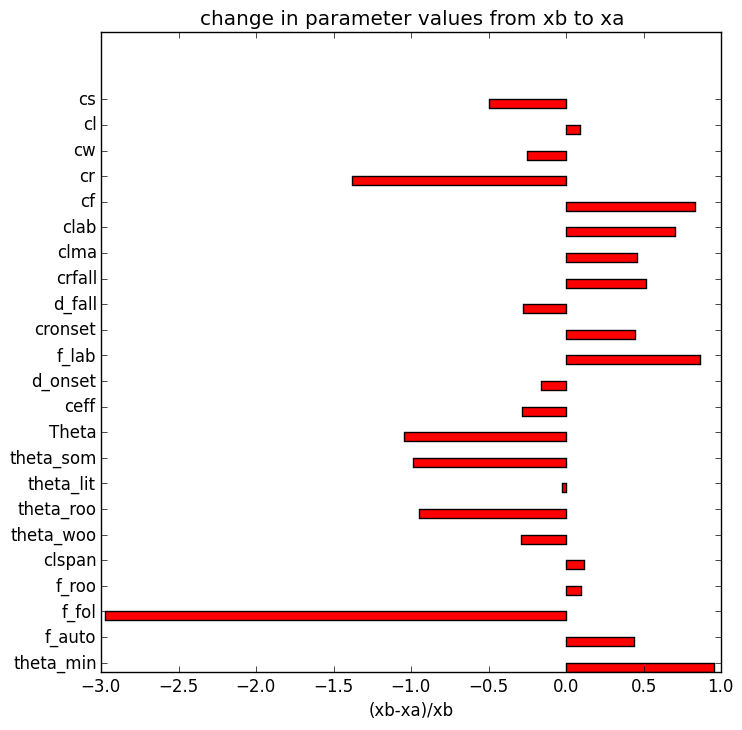 change in parameter values from xb to xa
cs
cl
cw
cr
cf
clab
clma
crfall
d_fall
cronset
f_lab
d_onset
ceff
Theta
theta_som
theta_lit
theta_roo
theta_woo
clspan
f_roo
f_fol
f_auto
theta_min
−3.0 −2.5 −2.0 −1.5 −1.0 −0.5 0.0 0.5 1.0
(xb-xa)/xb